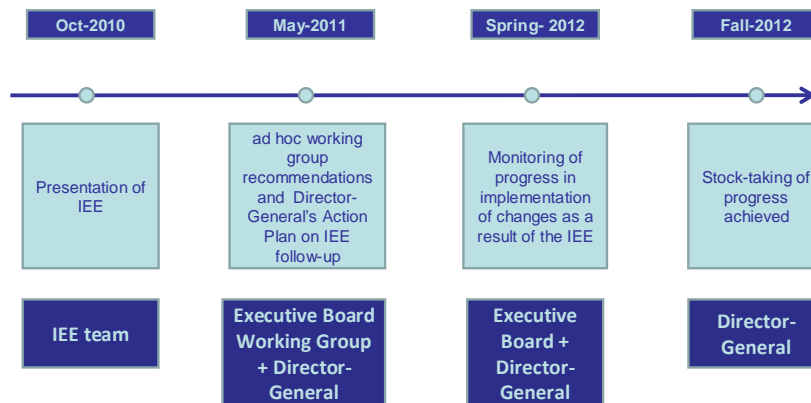 Oct-2010
May-2011
Spring- 2012
Fall-2012
Presentation of
IEE
ad hoc working
group
recommendations
and Director-
General's Action
Plan on IEE
follow-up
Monitoring of
progress in
implementation
of changes as a
result of the IEE
Stock-taking of
progress
achieved
IEE team
Executive Board
Working Group
+ Director-
General
Executive
Board +
Director-
General
Director-
General